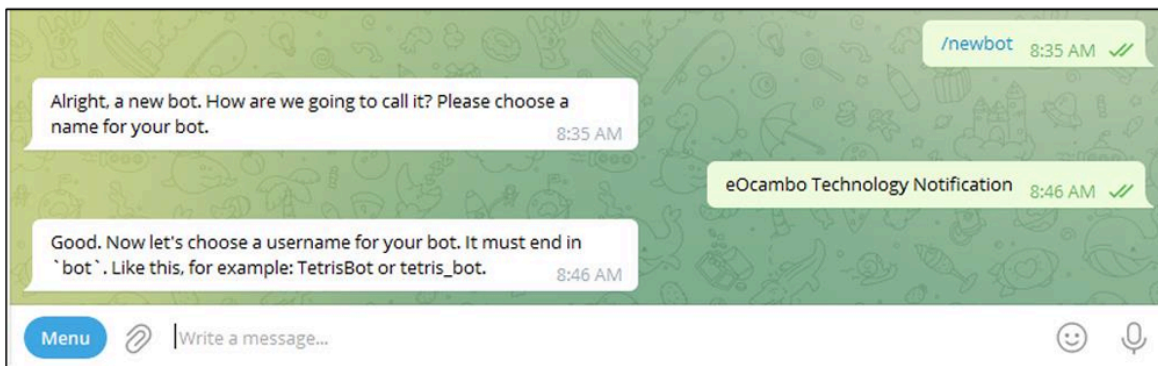 /newbot 8:35 AM
Alright, a new bot. How are we going to call it? Please choose a
name for your bot.
8:35 AM
eOcambo Technology Notification 8:46 AM
Good. Now let's choose a username for your bot. It must end in
`bot`. Like this, for example: TetrisBot or tetris_bot.
8:46 AM
Menu Write a message...